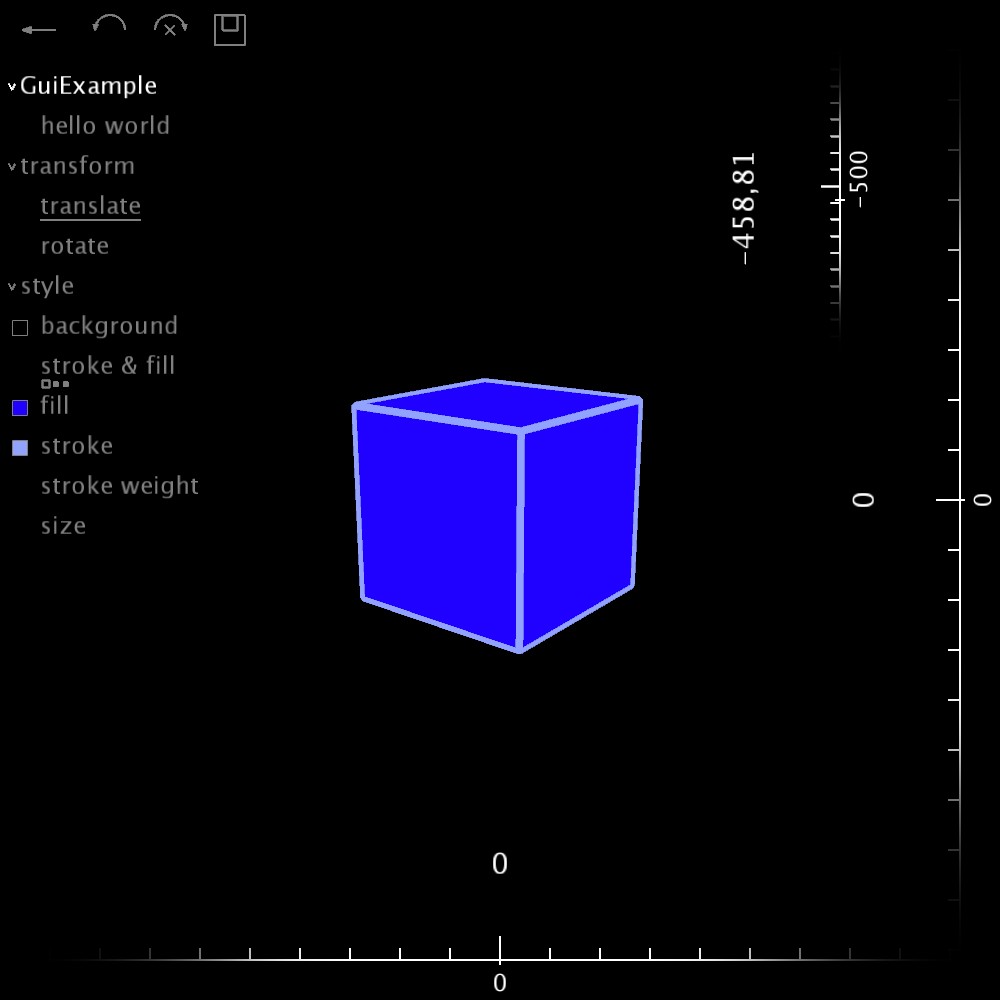 GuiExample
hello world
transform
translate
rotate
style
background
stroke & fill
fill
stroke
stroke weight
size
-458,81
-500
0
0
0
0